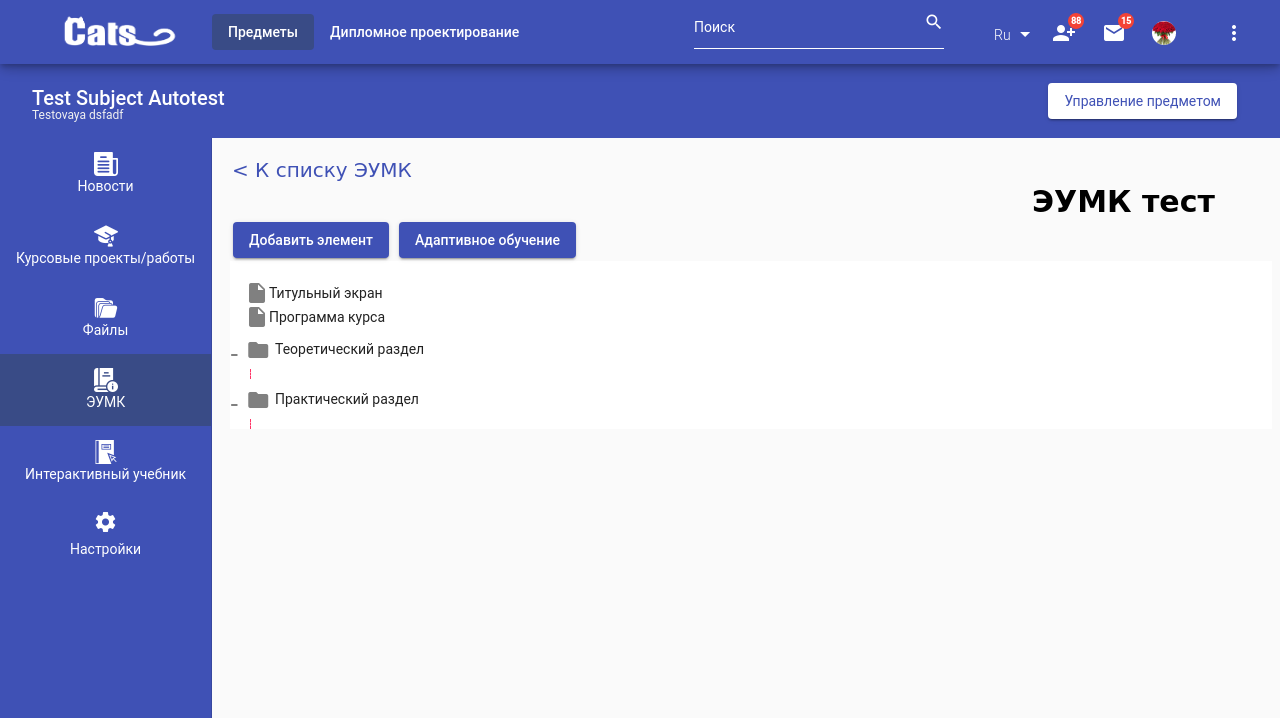 Cats
Предметы
Дипломное проектирование
Поиск
Ru
88
15
Test Subject Autotest
Testovaya dsfadf
Управление предметом
Новости
Курсовые проекты/работы
Файлы
ЭУМК
Интерактивный учебник
Настройки
< К списку ЭУМК
ЭУМК тест
Добавить элемент
Адаптивное обучение
Титульный экран
Программа курса
Теоретический раздел
Практический раздел